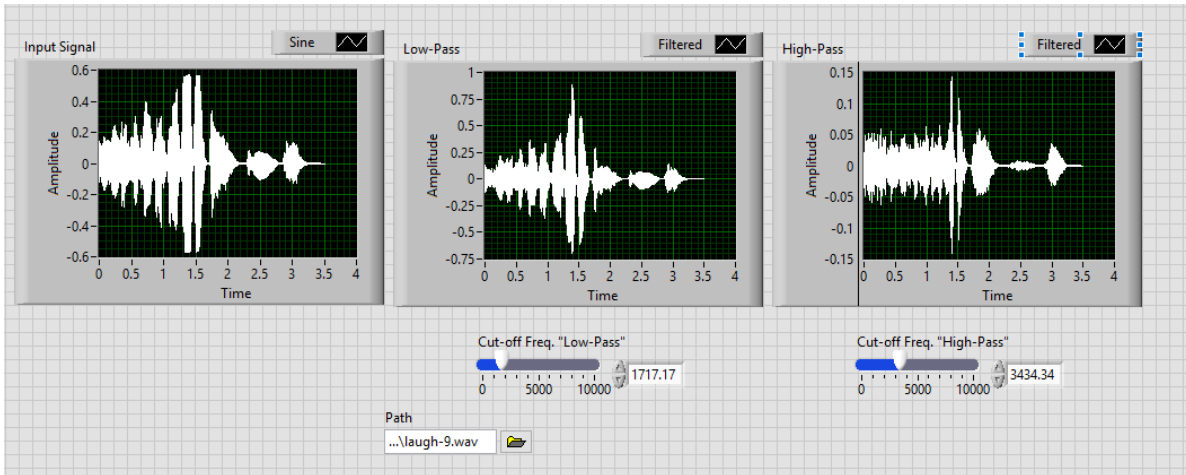 Input Signal
Sine
0.6
0.4
0.2
0
-0.2
-0.4
-0.6
Amplitude
0 0.5 1 1.5 2 2.5 3 3.5 4
Time
Low-Pass
Filtered
1
0.75
0.5
0.25
0
-0.25
-0.5
-0.75
Amplitude
0 0.5 1 1.5 2 2.5 3 3.5 4
Time
High-Pass
Filtered
0.15
0.1
0.05
0
-0.05
-0.1
-0.15
Amplitude
0 0.5 1 1.5 2 2.5 3 3.5 4
Time
Cut-off Freq. "Low-Pass"
0 5000 10000
1717.17
Cut-off Freq. "High-Pass"
0 5000 10000
3434.34
Path
...\laugh-9.wav